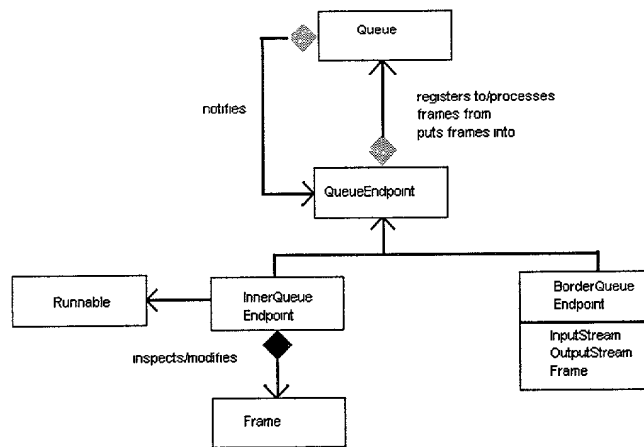 Queue
notifies
registers to/processes
frames from
puts frames into
QueueEndpoint
Runnable
InnerQueue
Endpoint
BorderQueue
Endpoint
InputStream
OutputStream
Frame
inspects/modifies
Frame